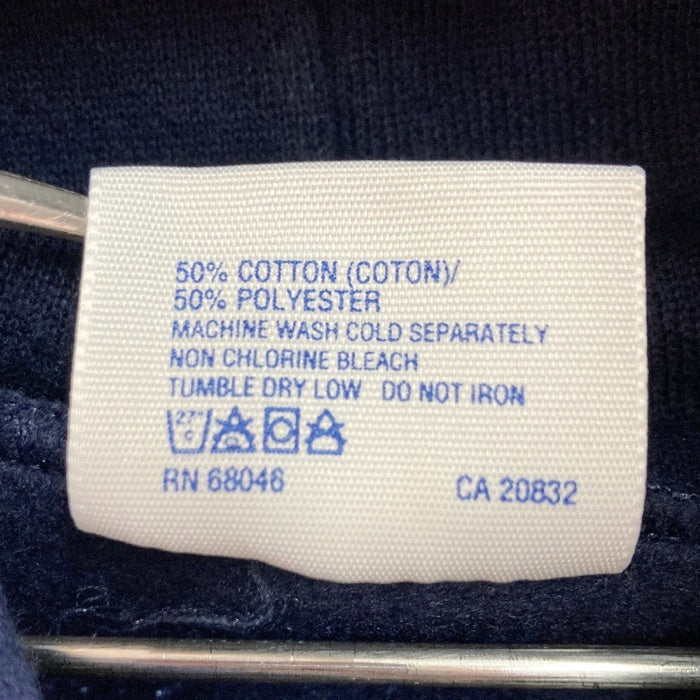 50% COTTON (COTON)/
50% POLYESTER
MACHINE WASH COLD SEPARATELY
NON CHLORINE BLEACH
TUMBLE DRY LOW DO NOT IRON
27°
C
RN 68046 CA 20832